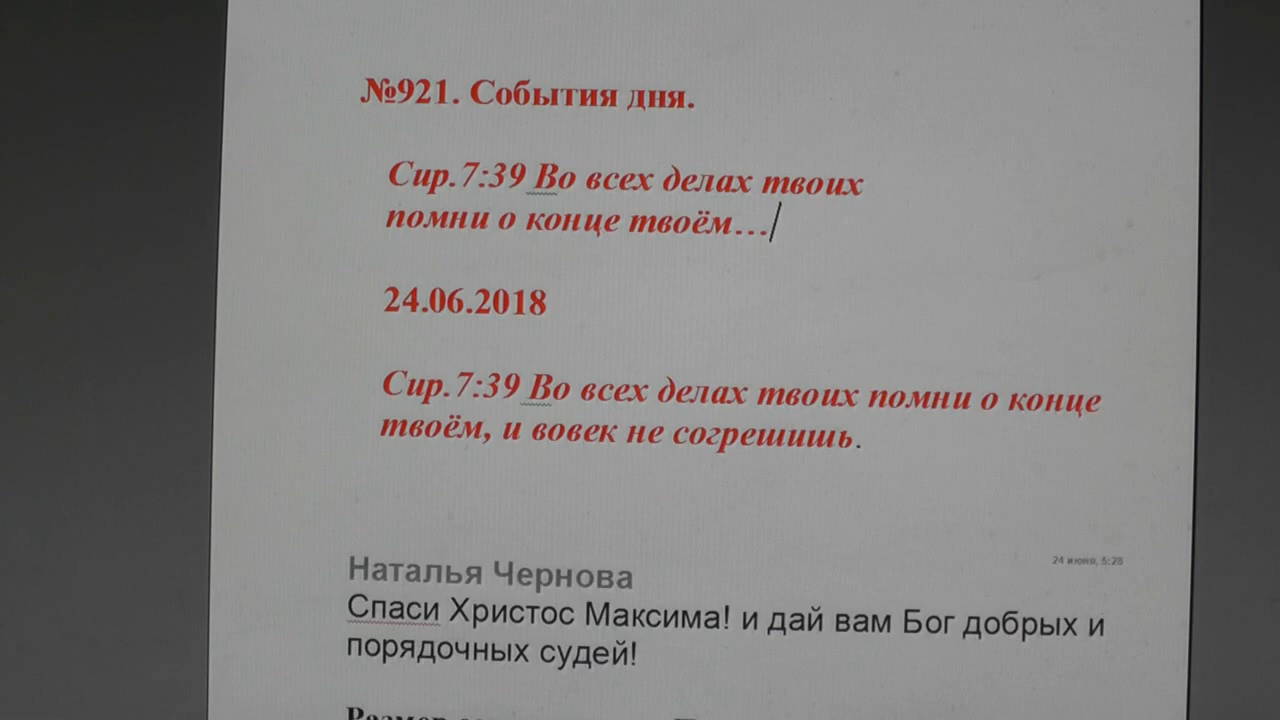 №921. События дня.
Сир.7:39 Во всех делах твоих
помни о конце твоём…
24.06.2018
Сир.7:39 Во всех делах твоих помни о конце
твоём, и вовек не согрешишь.
Наталья Чернова
24 июня, 5:28
Спаси Христос Максима! и дай вам Бог добрых и
порядочных судей!